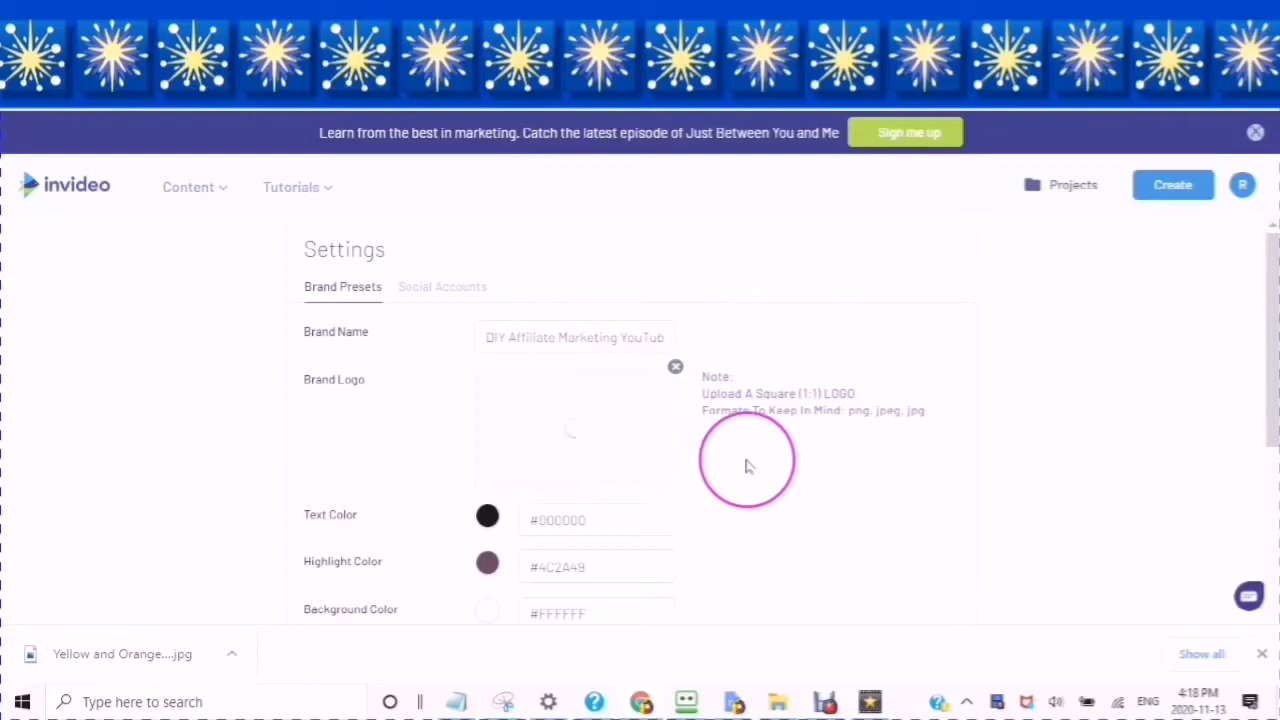 Learn from the best in marketing. Catch the latest episode of Just Between You and Me
Sign me up
invideo
Content
Tutorials
Projects
Create
R
Settings
Brand Presets
Social Accounts
Brand Name
DIY Affiliate Marketing YouTub
Brand Logo
Note:
Upload A Square (1:1) LOGO
Formats To Keep In Mind: png, jpeg, jpg
Text Color
#000000
Highlight Color
#4C2A49
Background Color
#FFFFFF
Yellow and Orange....jpg
Show all
Type here to search
ENG
4:18 PM
2020-11-13